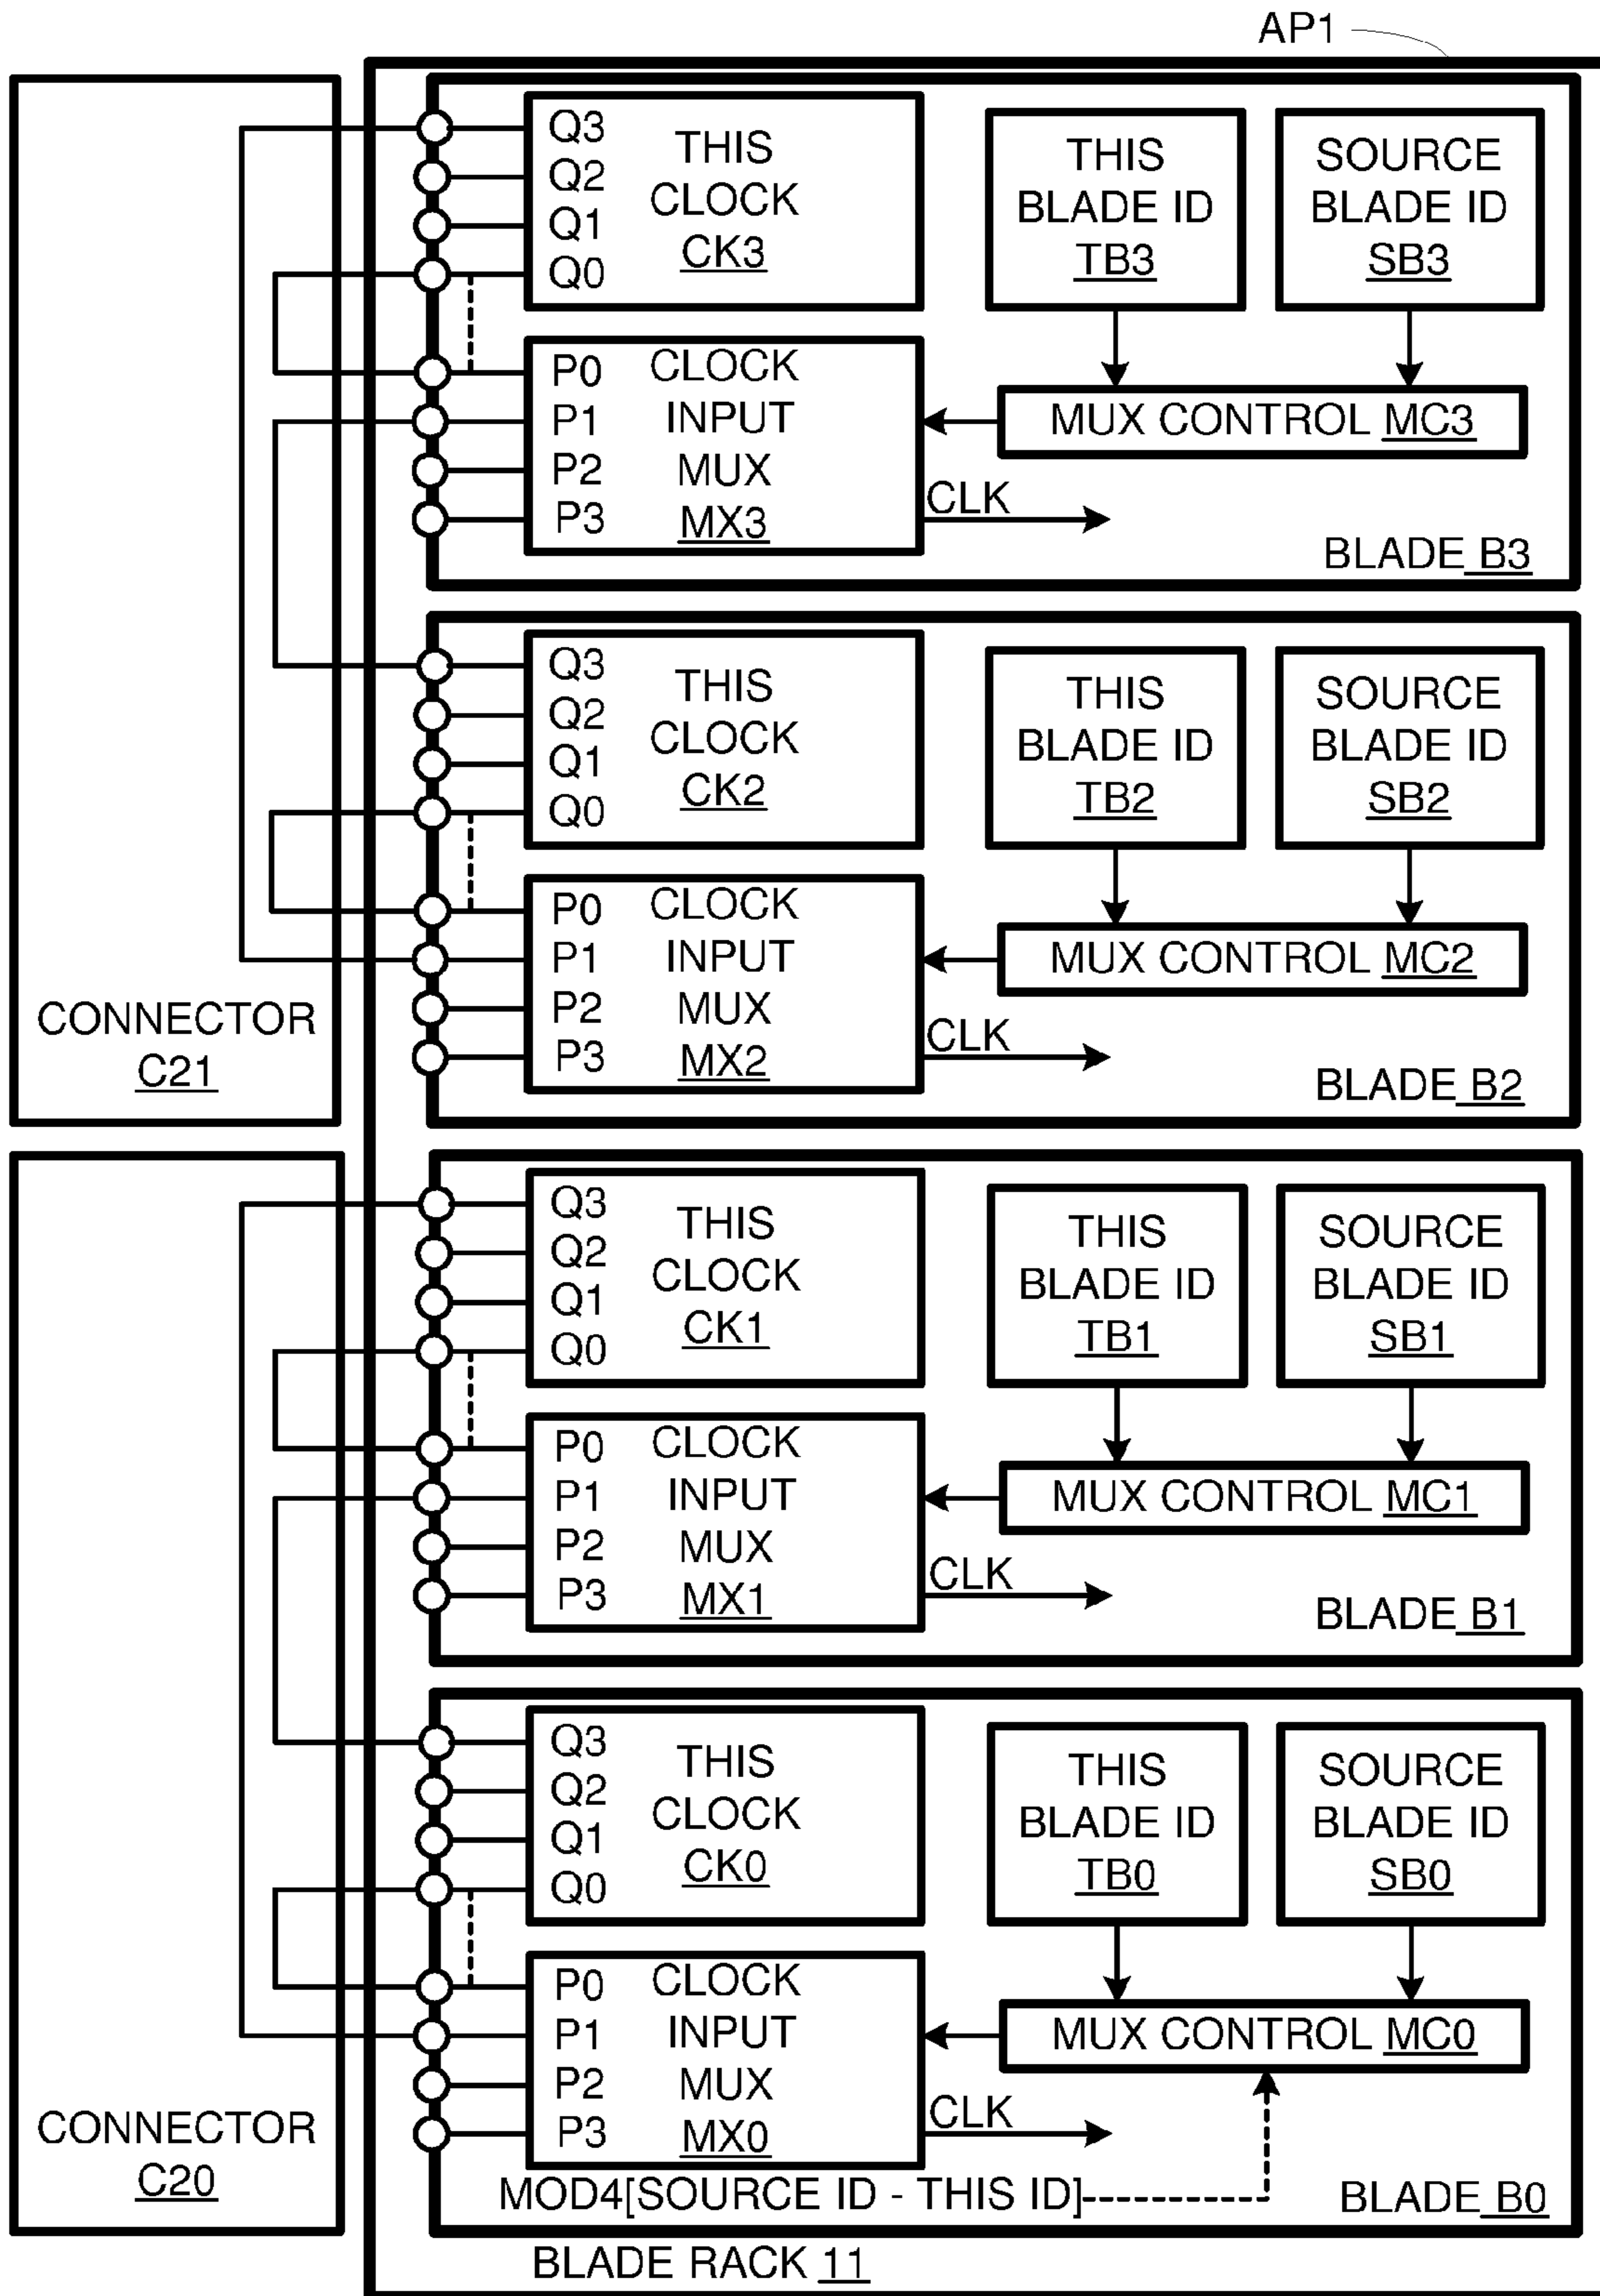 AP1
Q3
Q2
Q1
Q0
THIS
CLOCK
CK3
THIS
BLADE ID
TB3
SOURCE
BLADE ID
SB3
P0
P1
P2
P3
CLOCK
INPUT
MUX
MX3
MUX CONTROL MC3
CLK
BLADE B3
Q3
Q2
Q1
Q0
THIS
CLOCK
CK2
THIS
BLADE ID
TB2
SOURCE
BLADE ID
SB2
P0
P1
P2
P3
CLOCK
INPUT
MUX
MX2
MUX CONTROL MC2
CLK
BLADE B2
CONNECTOR
C21
Q3
Q2
Q1
Q0
THIS
CLOCK
CK1
THIS
BLADE ID
TB1
SOURCE
BLADE ID
SB1
P0
P1
P2
P3
CLOCK
INPUT
MUX
MX1
MUX CONTROL MC1
CLK
BLADE B1
Q3
Q2
Q1
Q0
THIS
CLOCK
CK0
THIS
BLADE ID
TB0
SOURCE
BLADE ID
SB0
P0
P1
P2
P3
CLOCK
INPUT
MUX
MX0
MUX CONTROL MC0
CLK
CONNECTOR
C20
MOD4[SOURCE ID - THIS ID]
BLADE B0
BLADE RACK 11